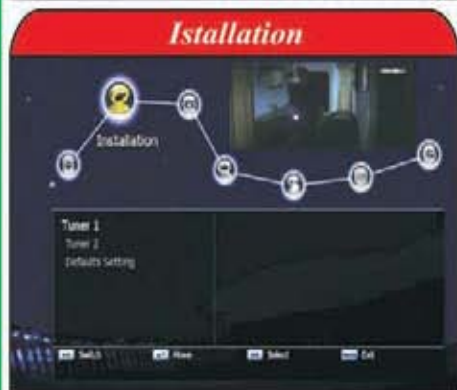 Istallation
Installation
Tuner 1
Tuner 2
Defaults Setting
Switch
Move
Select
Exit